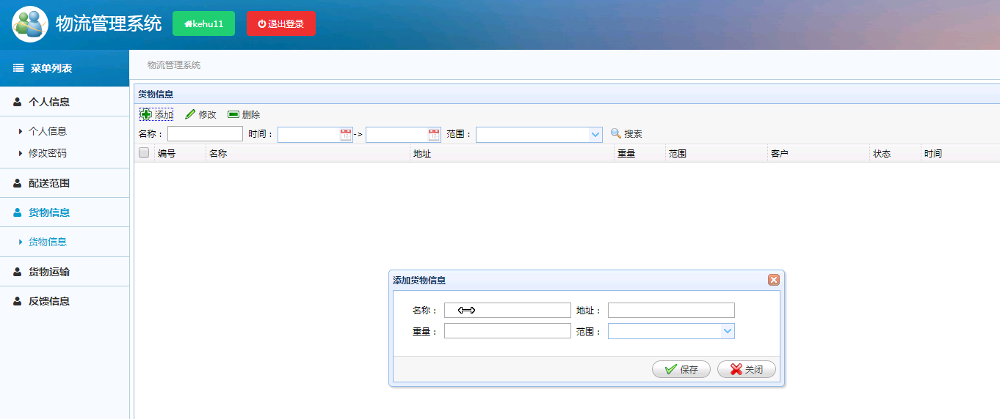 物流管理系统 kehu11 退出登录
菜单列表
物流管理系统
个人信息
个人信息
修改密码
配送范围
货物信息
货物信息
货物运输
反馈信息
货物信息
添加 修改 删除
名称： 时间： -> 范围： 搜索
编号 名称 地址 重量 范围 客户 状态 时间
添加货物信息
名称： 地址：
重量： 范围：
保存 关闭